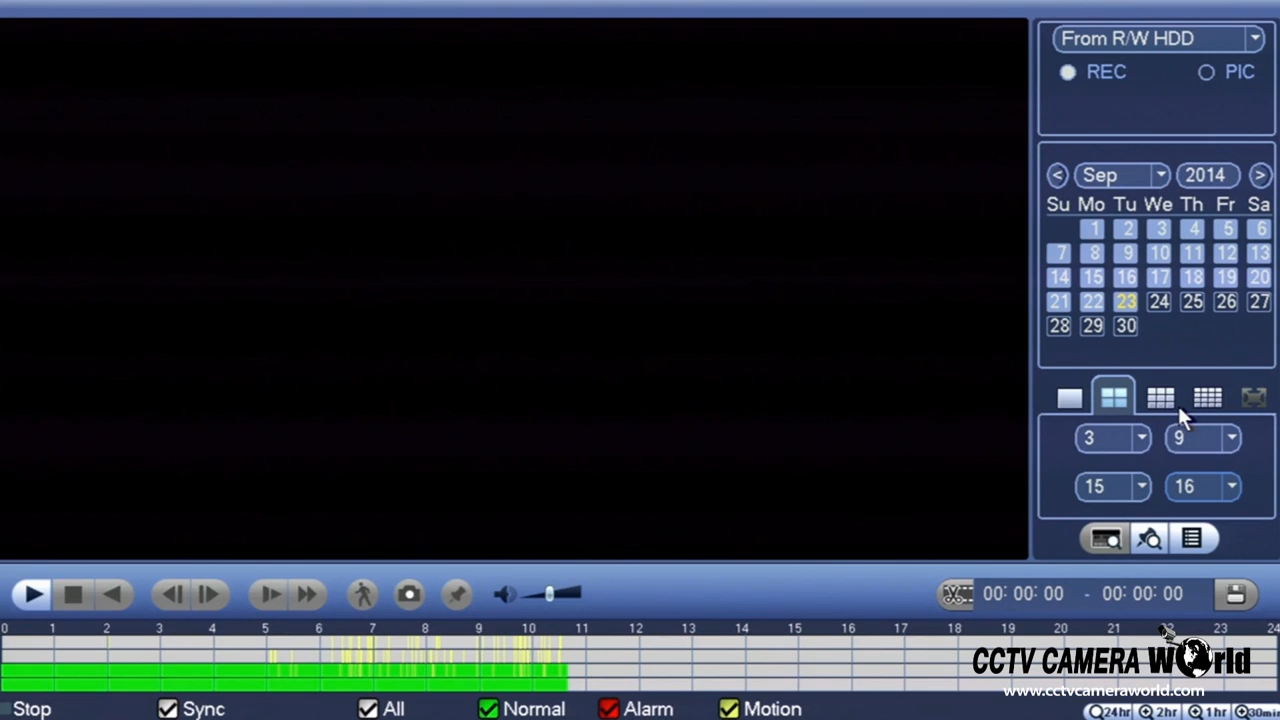 From R/W HDD
REC PIC
< Sep 2014 >
Su Mo Tu We Th Fr Sa
1 2 3 4 5 6
7 8 9 10 11 12 13
14 15 16 17 18 19 20
21 22 23 24 25 26 27
28 29 30
3 9
15 16
00: 00: 00 - 00: 00: 00
0 1 2 3 4 5 6 7 8 9 10 11 12 13 14 15 16 17 18 19 20 21 22 23 24
CCTV CAMERA World
www.cctvcameraworld.com
Stop Sync All Normal Alarm Motion 24hr 2hr 1hr 30min